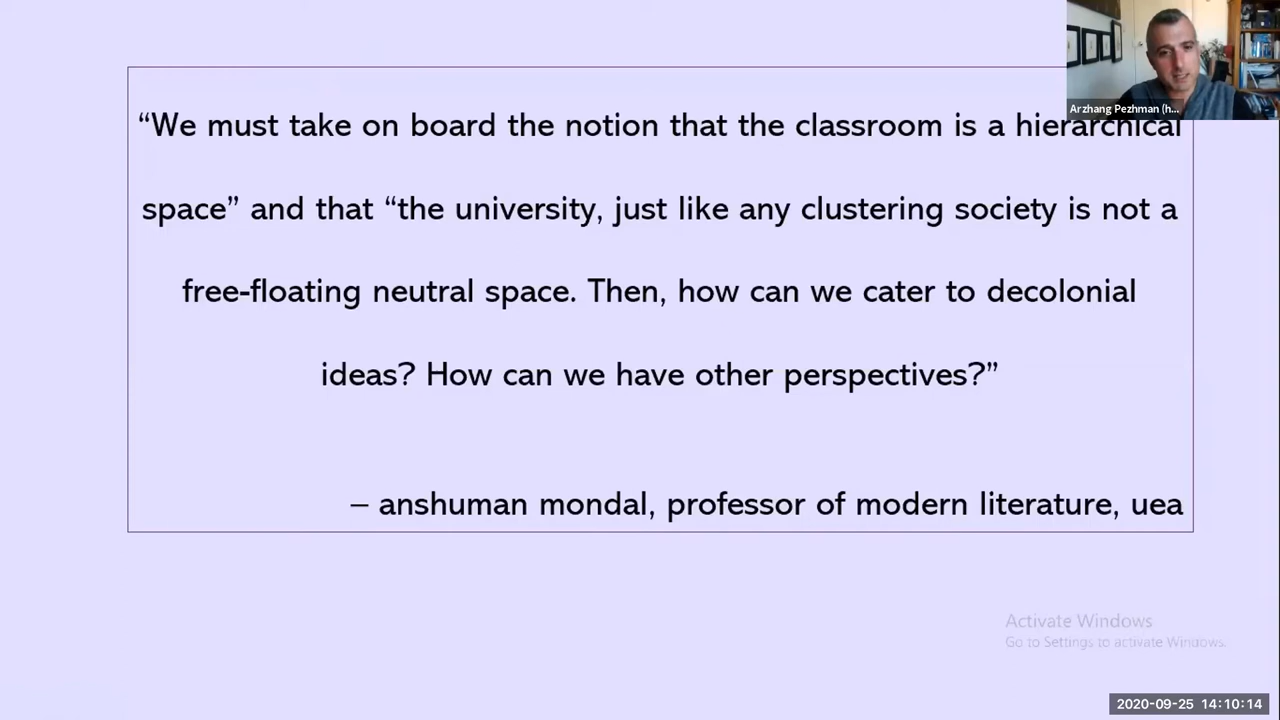 “We must take on board the notion that the classroom is a hierarchical
space” and that “the university, just like any clustering society is not a
free-floating neutral space. Then, how can we cater to decolonial
ideas? How can we have other perspectives?”
– anshuman mondal, professor of modern literature, uea
Arzhang Pezhman (h...
Activate Windows
Go to Settings to activate Windows.
2020-09-25 14:10:14